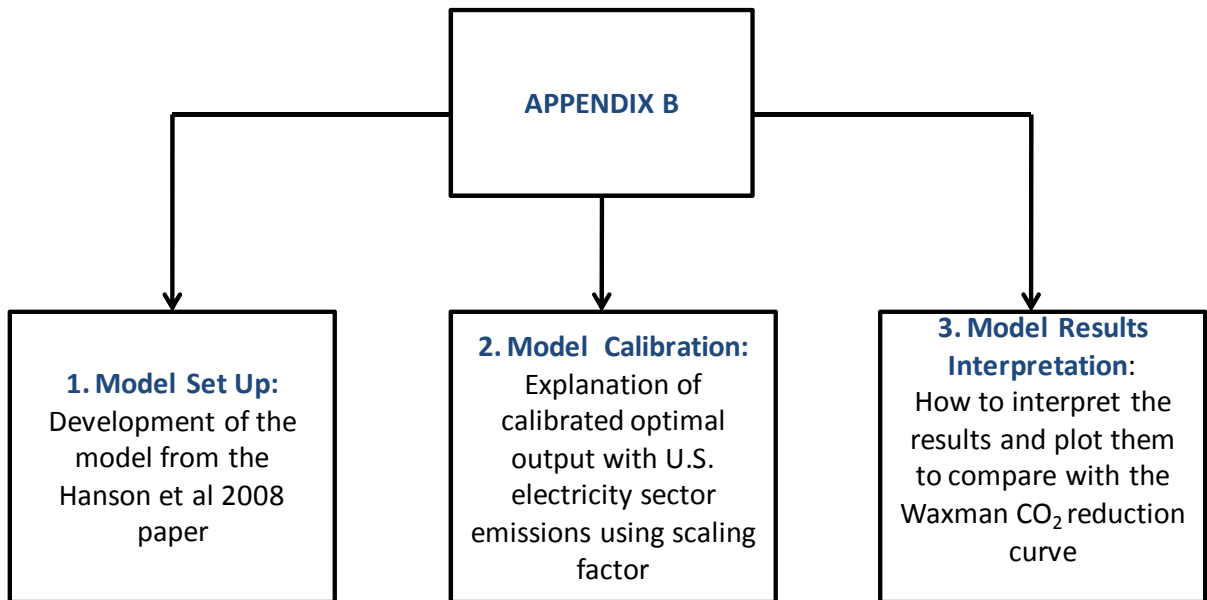 APPENDIX B
1. Model Set Up:
Development of the
model from the
Hanson et al 2008
paper
2. Model Calibration:
Explanation of
calibrated optimal
output with U.S.
electricity sector
emissions using scaling
factor
3. Model Results
Interpretation:
How to interpret the
results and plot them
to compare with the
Waxman CO₂ reduction
curve